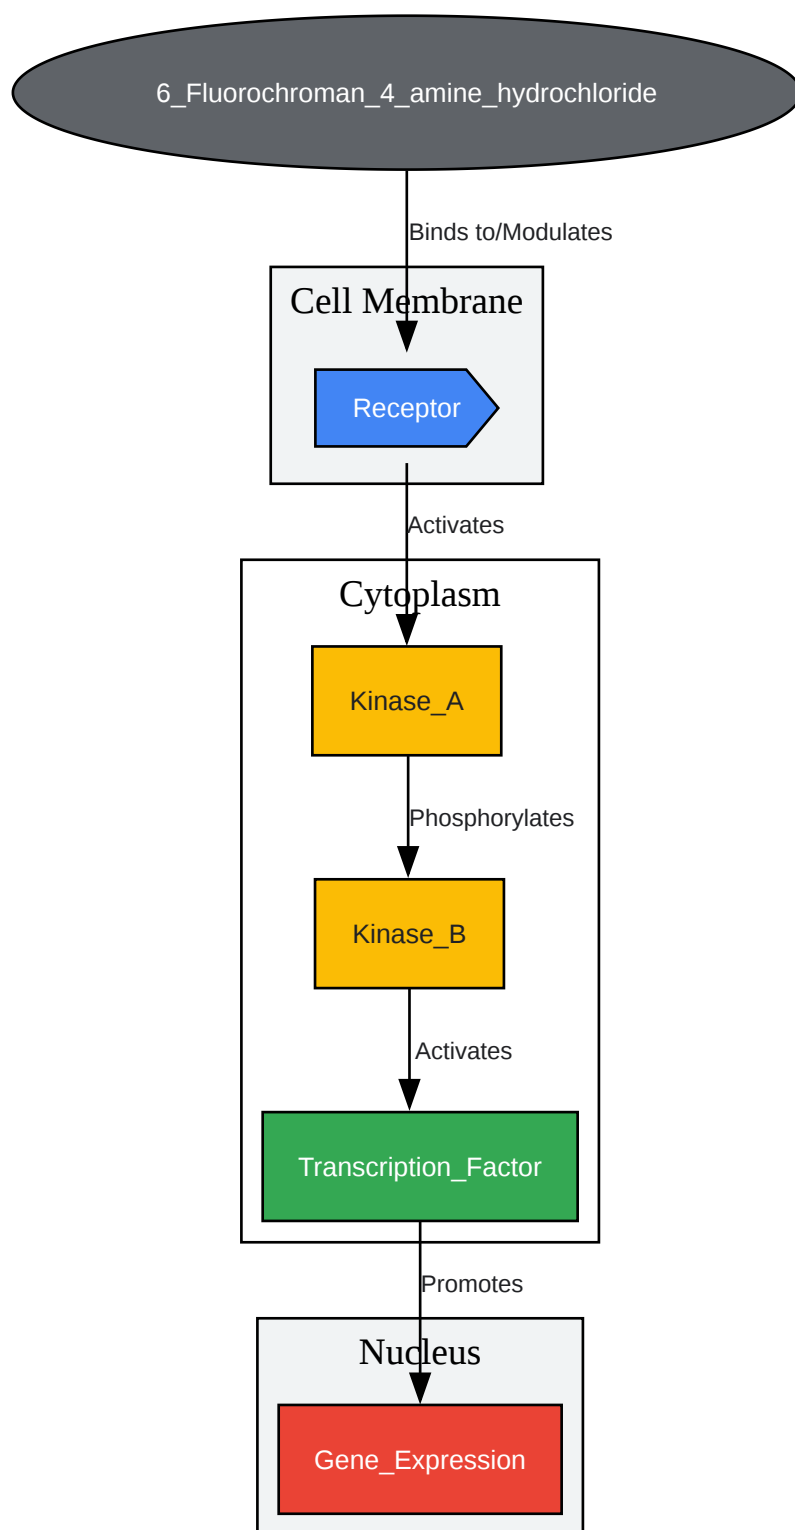 6_Fluorochroman_4_amine_hydrochloride
Binds to/Modulates
Cell Membrane
Receptor
Activates
Cytoplasm
Kinase_A
Phosphorylates
Kinase_B
Activates
Transcription_Factor
Promotes
Nucleus
Gene_Expression